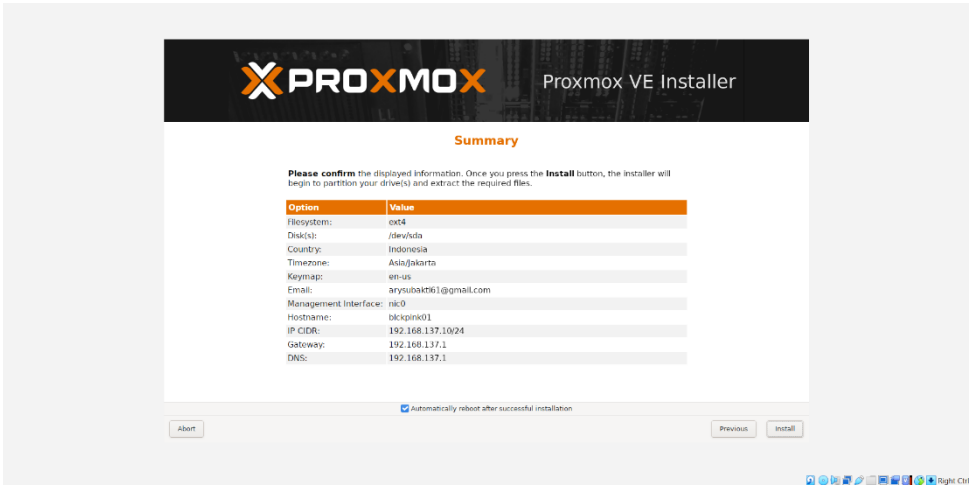 PROXMOX Proxmox VE Installer
Summary
Please confirm the displayed information. Once you press the Install button, the installer will
begin to partition your drive(s) and extract the required files.
Option Value
Filesystem: ext4
Disk(s): /dev/sda
Country: Indonesia
Timezone: Asia/Jakarta
Keymap: en-us
Email: arysubakti61@gmail.com
Management Interface: nic0
Hostname: blckpink01
IP CIDR: 192.168.137.10/24
Gateway: 192.168.137.1
DNS: 192.168.137.1
Automatically reboot after successful installation
Abort Previous Install
Right Ctrl